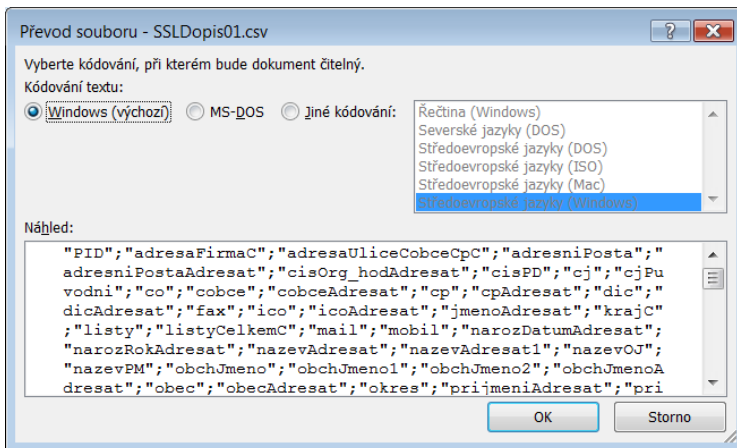 Převod souboru - SSLDopis01.csv
Vyberte kódování, při kterém bude dokument čitelný.
Kódování textu:
Windows (výchozí) MS-DOS Jiné kódování:
Řečtina (Windows)
Severské jazyky (DOS)
Středoevropské jazyky (DOS)
Středoevropské jazyky (ISO)
Středoevropské jazyky (Mac)
Středoevropské jazyky (Windows)
Náhled:
"PID";"adresaFirmaC";"adresaUliceCobceCpC";"adresniPosta";"
adresniPostaAdresat";"cisOrg_hodAdresat";"cisPD";"cj";"cjPu
vodni";"co";"cobce";"cobceAdresat";"cp";"cpAdresat";"dic";"
dicAdresat";"fax";"ico";"icoAdresat";"jmenoAdresat";"krajC"
;"listy";"listyCelkemC";"mail";"mobil";"narozDatumAdresat";
"narozRokAdresat";"nazevAdresat";"nazevAdresat1";"nazevOJ";
"nazevPM";"obchJmeno";"obchJmeno1";"obchJmeno2";"obchJmenoA
dresat";"obec";"obecAdresat";"okres";"prijmeniAdresat";"pri
OK Storno